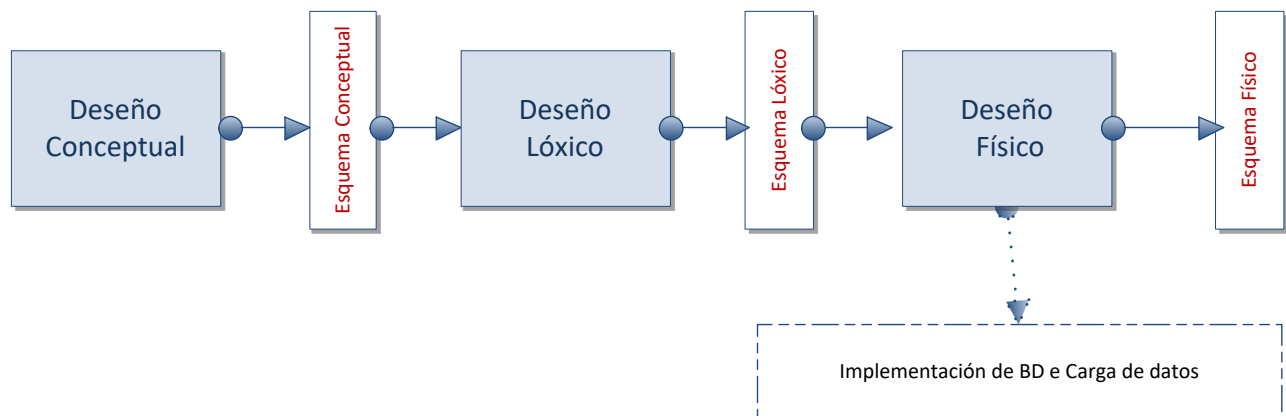 Deseño
Conceptual
Esquema Conceptual
Deseño
Lóxico
Esquema Lóxico
Deseño
Físico
Esquema Físico
Implementación de BD e Carga de datos